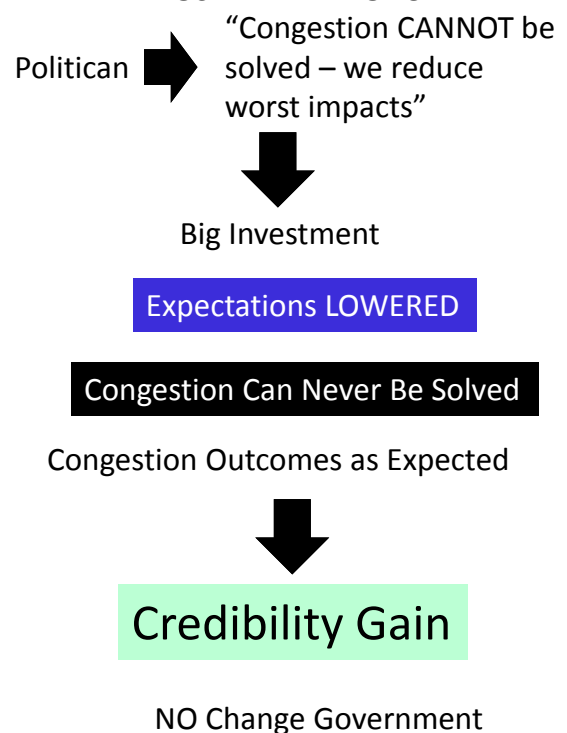 “Congestion CANNOT be
Politican
solved – we reduce
worst impacts”
Big Investment
Expectations LOWERED
Congestion Can Never Be Solved
Congestion Outcomes as Expected
Credibility Gain
NO Change Government